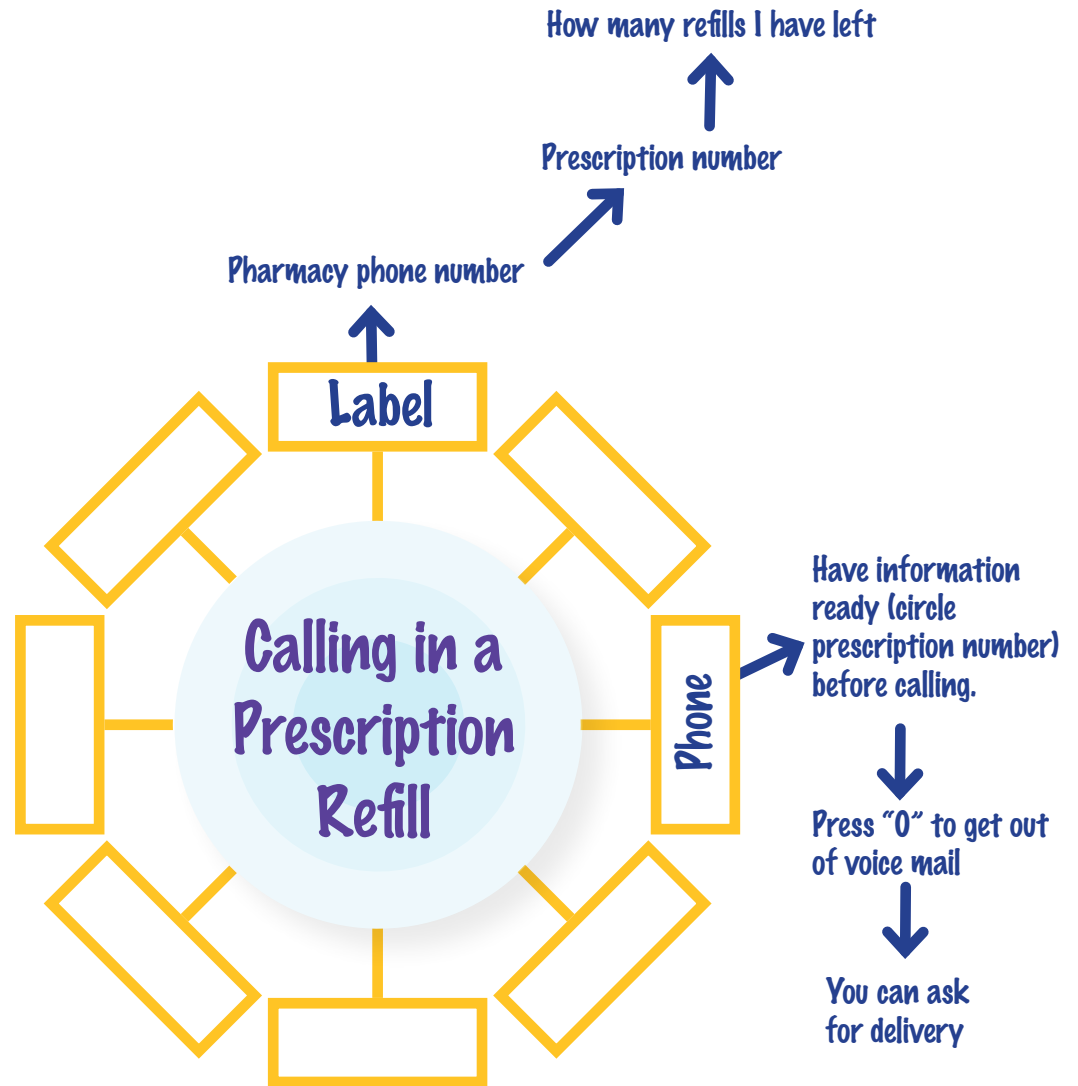 How many refills I have left
Prescription number
Pharmacy phone number
Label
Calling in a
Prescription
Refill
Phone
Have information
ready (circle
prescription number)
before calling.
Press “0” to get out
of voice mail
You can ask
for delivery